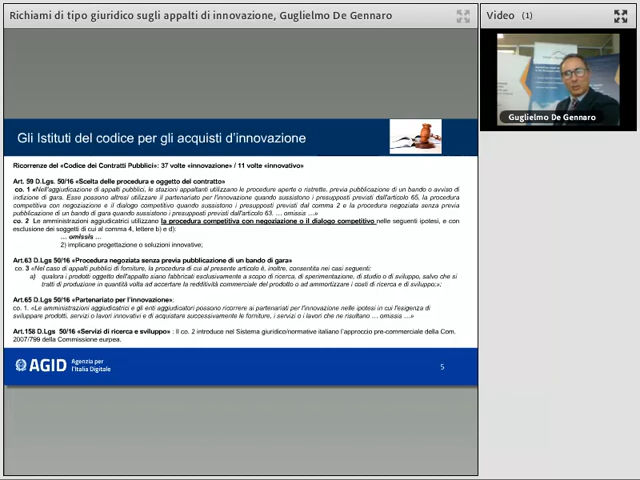 Richiami di tipo giuridico sugli appalti di innovazione, Guglielmo De Gennaro
Video (1)
Guglielmo De Gennaro
Gli Istituti del codice per gli acquisti d'innovazione
Ricorrenze del «Codice dei Contratti Pubblici»: 37 volte «innovazione» / 11 volte «innovativo»
Art. 59 D.Lgs. 50/16 «Scelta delle procedura e oggetto del contratto»
co. 1 «Nell'aggiudicazione di appalti pubblici, le stazioni appaltanti utilizzano le procedure aperte o ristrette, previa pubblicazione di un bando o avviso di
indizione di gara. Esse possono altresì utilizzare il partenariato per l'innovazione quando sussistono i presupposti previsti dall'articolo 65, la procedura
competitiva con negoziazione e il dialogo competitivo quando sussistono i presupposti previsti dal comma 2 e la procedura negoziata senza previa
pubblicazione di un bando di gara quando sussistono i presupposti previsti dall'articolo 63. ... omissis ...»
co. 2 Le amministrazioni aggiudicatrici utilizzano la procedura competitiva con negoziazione o il dialogo competitivo nelle seguenti ipotesi, e con
esclusione dei soggetti di cui al comma 4, lettere b) e d):
... omissis ...
2) implicano progettazione o soluzioni innovative;
Art.63 D.Lgs 50/16 «Procedura negoziata senza previa pubblicazione di un bando di gara»
co. 3 «Nel caso di appalti pubblici di forniture, la procedura di cui al presente articolo è, inoltre, consentita nei casi seguenti:
a) qualora i prodotti oggetto dell'appalto siano fabbricati esclusivamente a scopo di ricerca, di sperimentazione, di studio o di sviluppo, salvo che si
tratti di produzione in quantità volta ad accertare la redditività commerciale del prodotto o ad ammortizzare i costi di ricerca e di sviluppo;»;
Art.65 D.Lgs 50/16 «Partenariato per l'innovazione»:
co. 1. «Le amministrazioni aggiudicatrici e gli enti aggiudicatori possono ricorrere ai partenariati per l'innovazione nelle ipotesi in cui l'esigenza di
sviluppare prodotti, servizi o lavori innovativi e di acquistare successivamente le forniture, i servizi o i lavori che ne risultano ... omissis ...»
Art.158 D.Lgs 50/16 «Servizi di ricerca e sviluppo» : Il co. 2 introduce nel Sistema giuridico/normative italiano l'approccio pre-commerciale della Com.
2007/799 della Commissione eurpea.
AGID Agenzia per
l'Italia Digitale
5